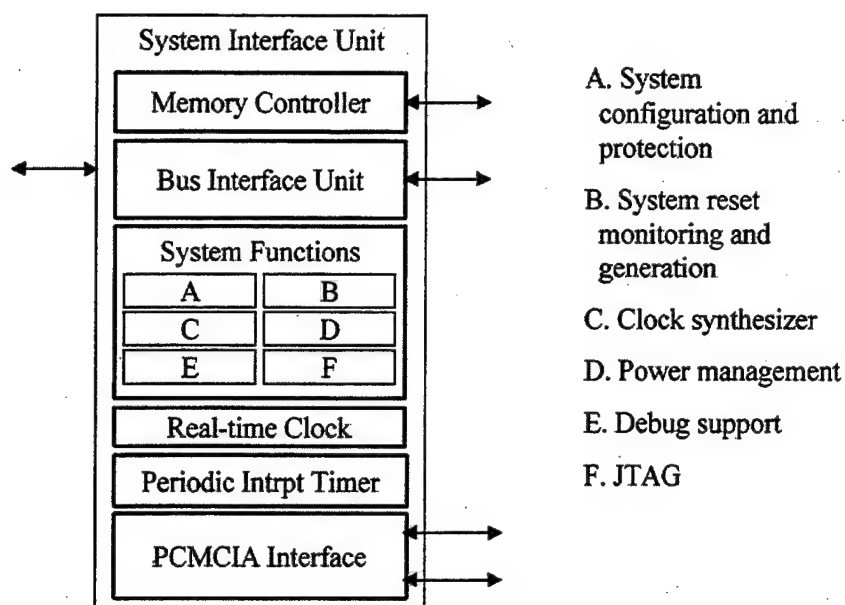 System Interface Unit
Memory Controller
Bus Interface Unit
System Functions
A
B
C
D
E
F
Real-time Clock
Periodic Intrpt Timer
PCMCIA Interface
A. System
configuration and
protection
B. System reset
monitoring and
generation
C. Clock synthesizer
D. Power management
E. Debug support
F. JTAG